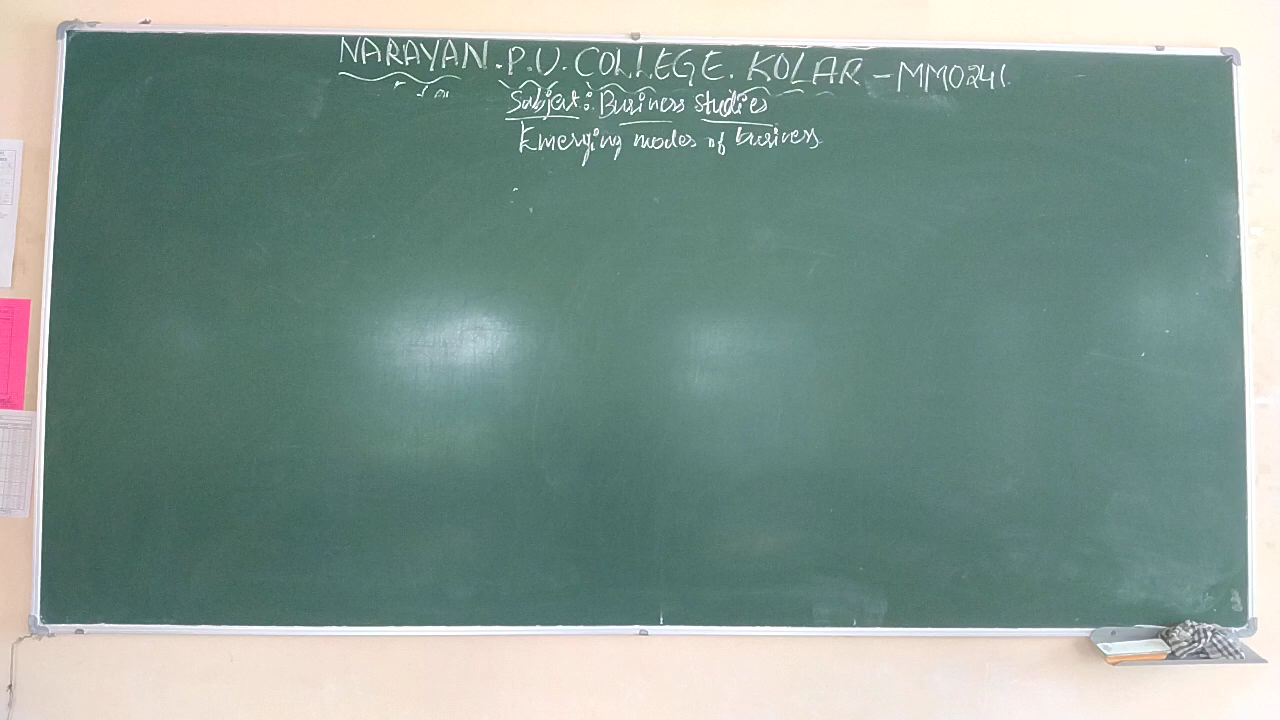 NARAYAN.P.U.COLLEGE.KOLAR - MM0241.
Subject: Business studies
Emerging modes of business